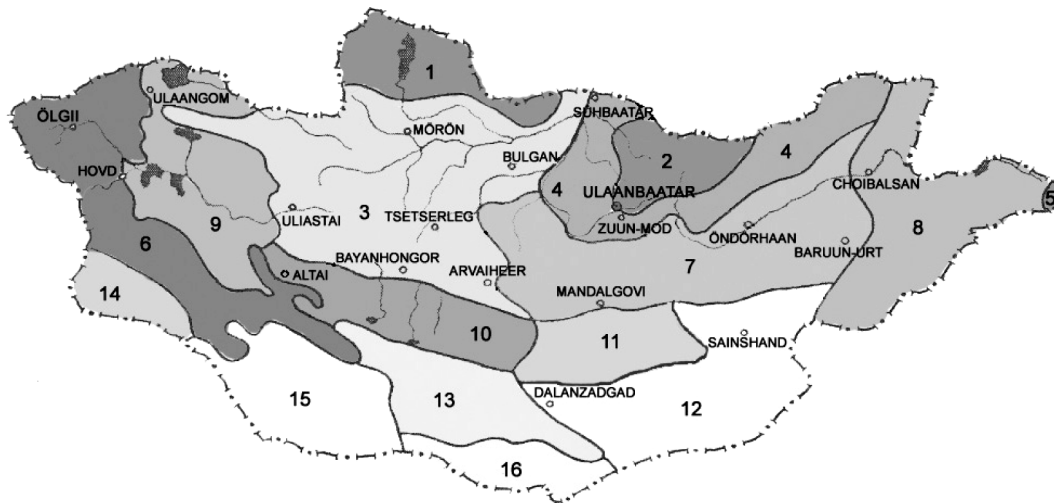 1
ULAANGOM
SÜHBAATAR
ÖLGII
MÖRÖN
2
4
BULGAN
HOVD
CHOIBALSAN
4
ULAANBAATAR
5
3
ULIASTAI
9
TSETSERLEG
ZUUN-MOD
ÖNDÖRHAAN
8
6
BARUUN-URT
7
BAYANHONGOR
ARVAIHEER
ALTAI
14
MANDALGOVI
10
11
SAINSHAND
15
13
DALANZADGAD
12
16